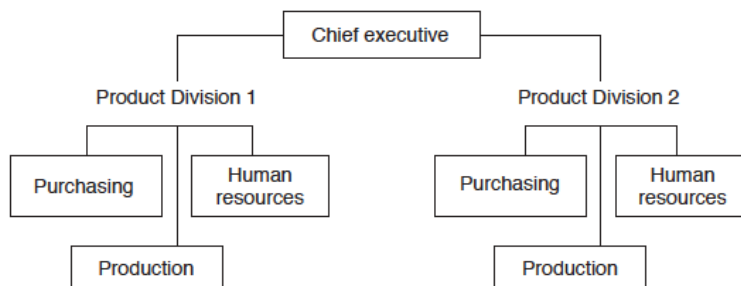 Chief executive
Product Division 1
Product Division 2
Purchasing
Human
resources
Purchasing
Human
resources
Production
Production